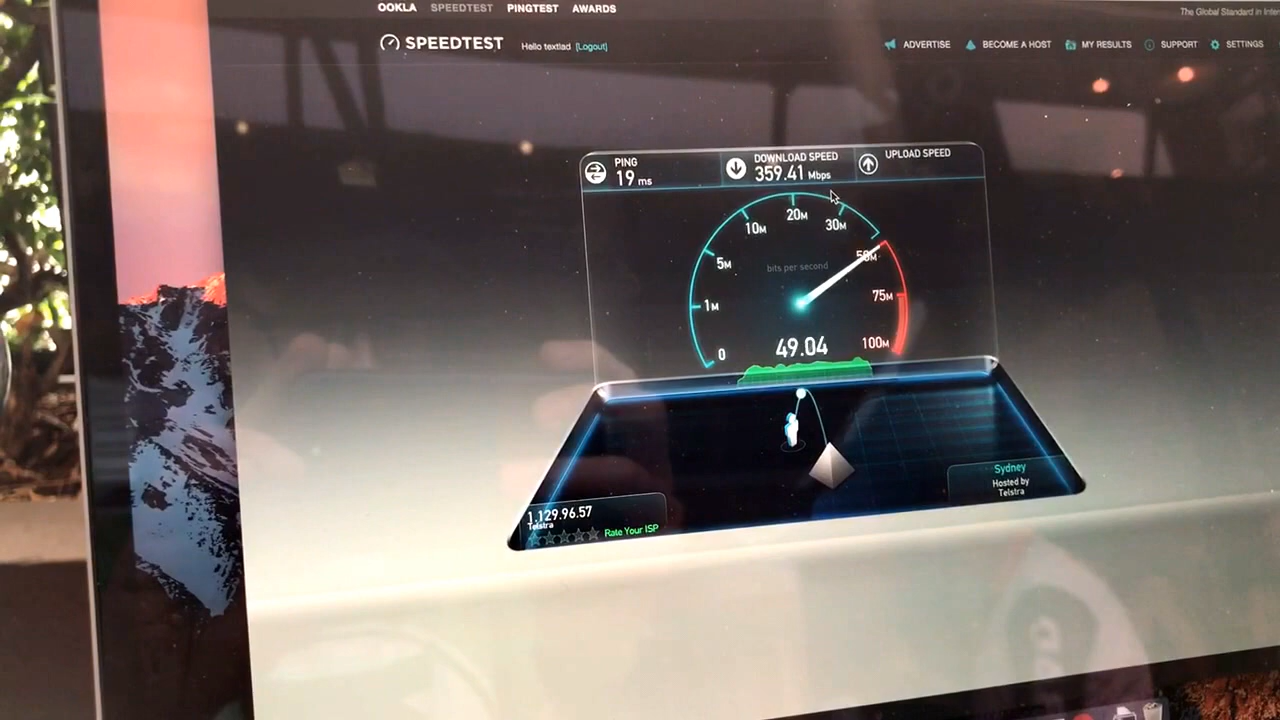 OOKLA SPEEDTEST PINGTEST AWARDS
The Global Standard in Inter
SPEEDTEST Hello textlad [Logout]
ADVERTISE BECOME A HOST MY RESULTS SUPPORT SETTINGS
PING
19 ms
DOWNLOAD SPEED
359.41 Mbps
UPLOAD SPEED
20M
10M 30M
5M bits per second 50M
1M 75M
0 49.04 100M
Sydney
Hosted by
Telstra
1.129.96.57
Telstra
Rate Your ISP